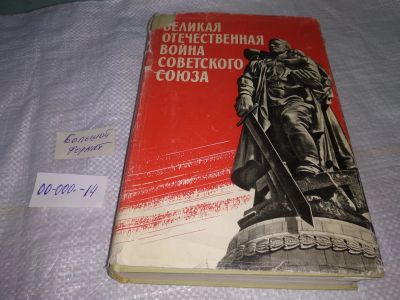 ВЕЛИКАЯ
ОТЕЧЕСТВЕННАЯ
ВОЙНА
СОВЕТСКОГО
СОЮЗА
Большой
формат
00-000-14